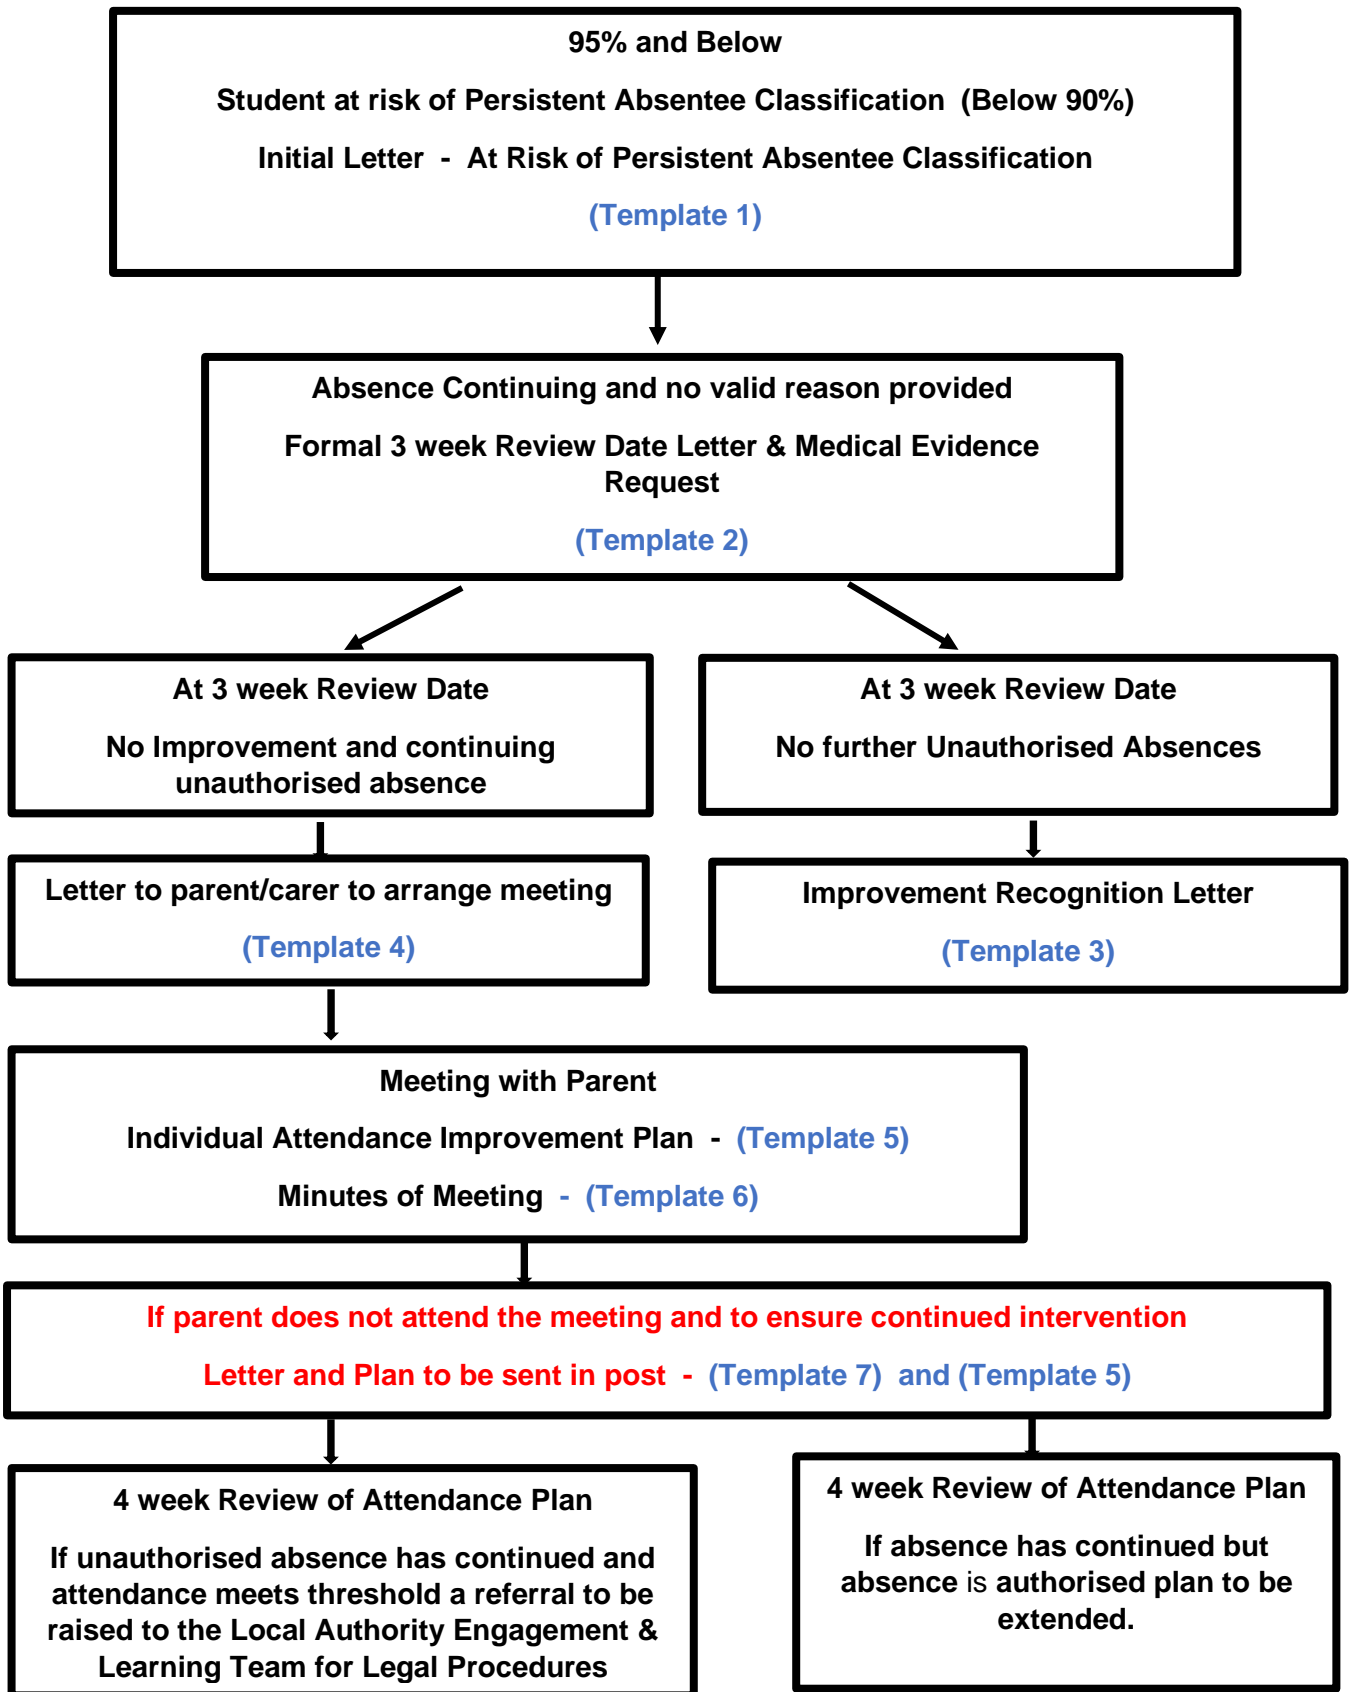 95% and Below
Student at risk of Persistent Absentee Classification (Below 90%)
Initial Letter - At Risk of Persistent Absentee Classification
(Template 1)
Absence Continuing and no valid reason provided
Formal 3 week Review Date Letter & Medical Evidence
Request
(Template 2)
At 3 week Review Date
No Improvement and continuing
unauthorised absence
At 3 week Review Date
No further Unauthorised Absences
Letter to parent/carer to arrange meeting
(Template 4)
Improvement Recognition Letter
(Template 3)
Meeting with Parent
Individual Attendance Improvement Plan - (Template 5)
Minutes of Meeting - (Template 6)
If parent does not attend the meeting and to ensure continued intervention
Letter and Plan to be sent in post - (Template 7) and (Template 5)
4 week Review of Attendance Plan
If unauthorised absence has continued and
attendance meets threshold a referral to be
raised to the Local Authority Engagement &
Learning Team for Legal Procedures
4 week Review of Attendance Plan
If absence has continued but
absence is authorised plan to be
extended.